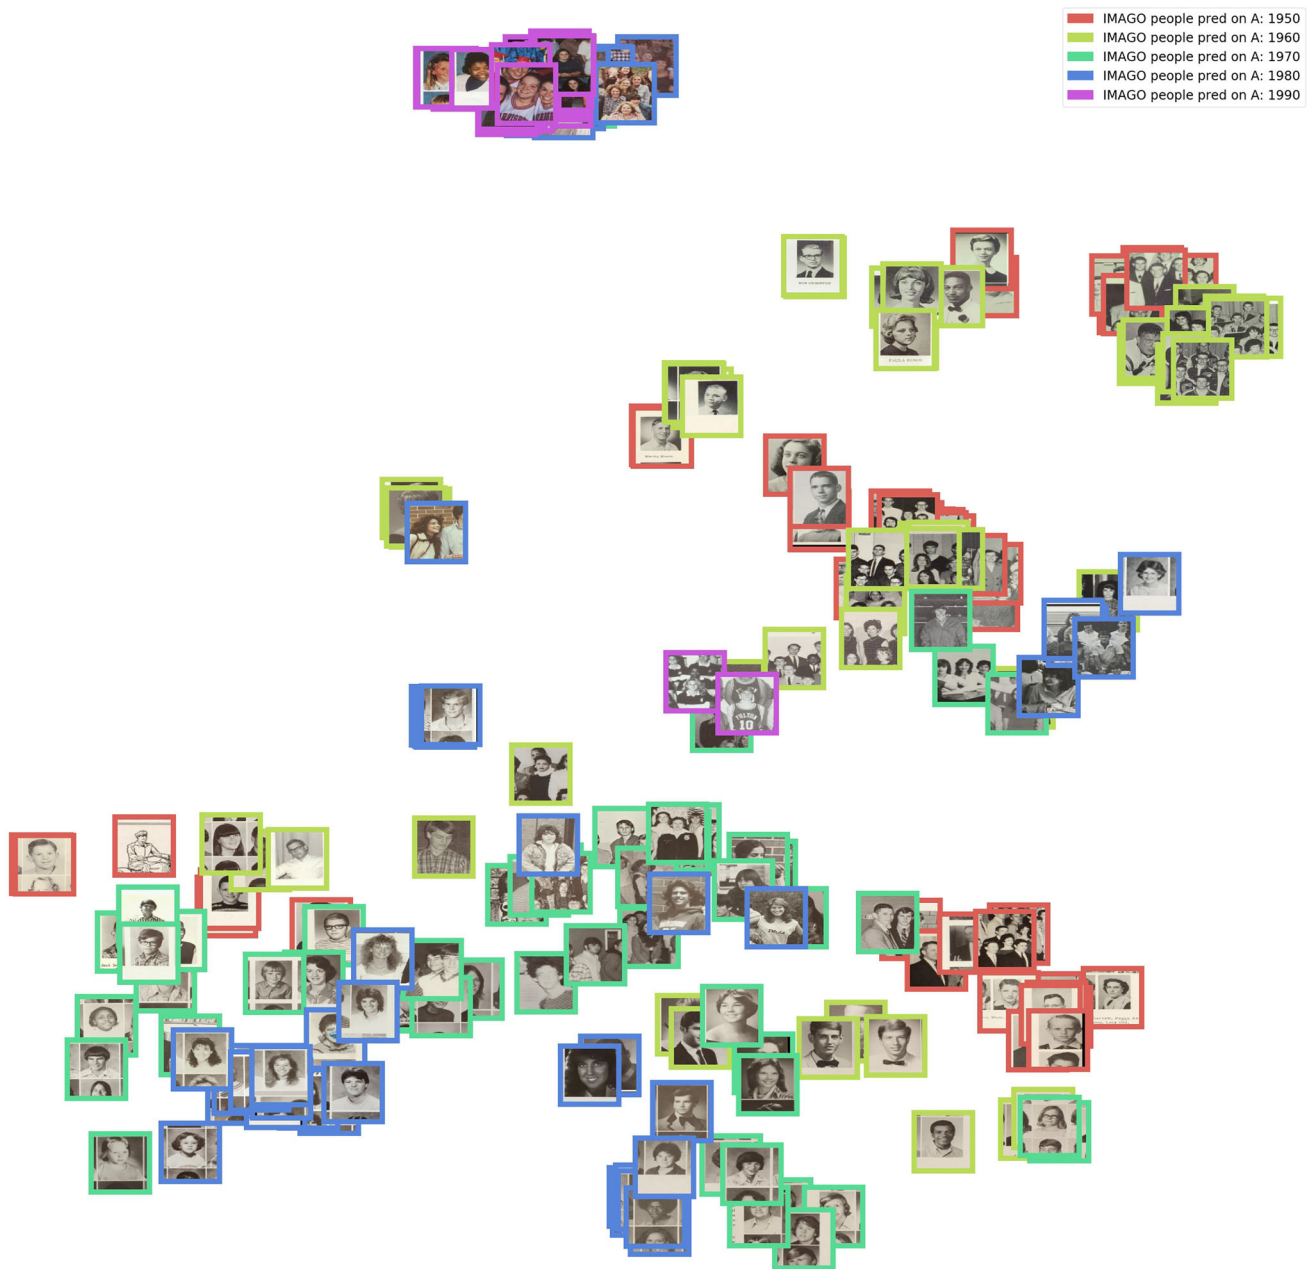 IMAGO people pred on A: 1950
IMAGO people pred on A: 1960
IMAGO people pred on A: 1970
IMAGO people pred on A: 1980
IMAGO people pred on A: 1990
10